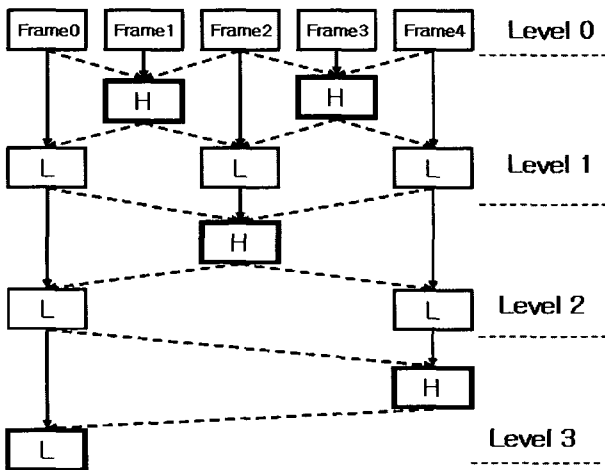 Frame0 Frame1 Frame2 Frame3 Frame4 Level 0
H H
L L L Level 1
H
L L Level 2
H
L Level 3